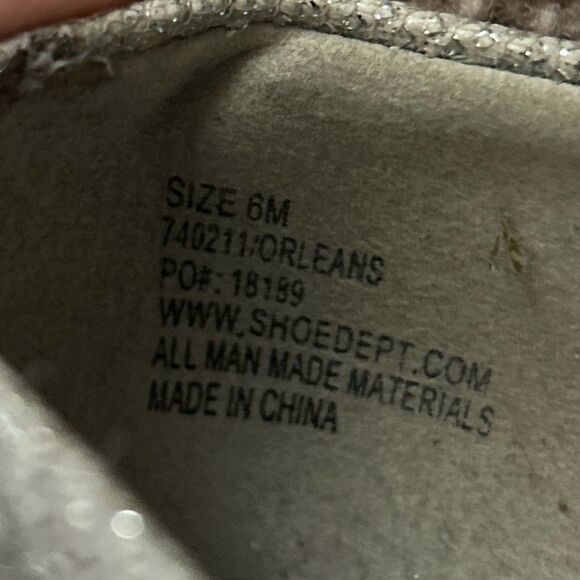 SIZE 6M
740211/ORLEANS
PO#: 18189
WWW.SHOEDEPT.COM
ALL MAN MADE MATERIALS
MADE IN CHINA